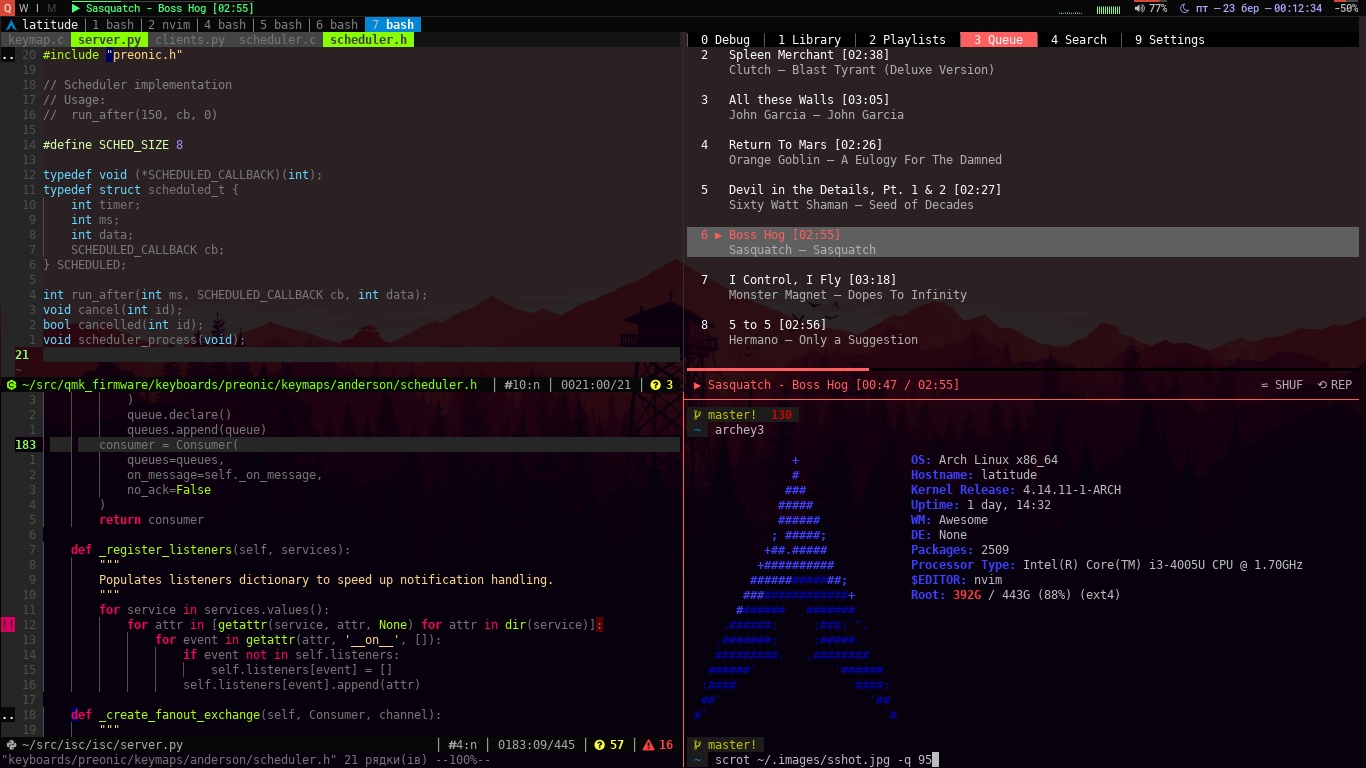 Q W I M ▶ Sasquatch - Boss Hog [02:55] 77% пт —23 бер — 00:12:34 ~50%
latitude 1 bash 2 nvim 4 bash 5 bash 6 bash 7 bash
keymap.c server.py clients.py scheduler.c scheduler.h
.. 20 #include "preonic.h"
19
18 // Scheduler implementation
17 // Usage:
16 //  run_after(150, cb, 0)
15
14 #define SCHED_SIZE 8
13
12 typedef void (*SCHEDULED_CALLBACK)(int);
11 typedef struct scheduled_t {
10     int timer;
9     int ms;
8     int data;
7     SCHEDULED_CALLBACK cb;
6 } SCHEDULED;
5
4 int run_after(int ms, SCHEDULED_CALLBACK cb, int data);
3 void cancel(int id);
2 bool cancelled(int id);
1 void scheduler_process(void);
21
~
~/src/qmk_firmware/keyboards/preonic/keymaps/anderson/scheduler.h | #10:n | 0021:00/21 | ? 3
3             )
2             queue.declare()
1             queues.append(queue)
183         consumer = Consumer(
1             queues=queues,
2             on_message=self._on_message,
3             no_ack=False
4         )
5         return consumer
6
7     def _register_listeners(self, services):
8         """
9         Populates listeners dictionary to speed up notification handling.
10         """
11         for service in services.values():
!! 12             for attr in [getattr(service, attr, None) for attr in dir(service)]:
13                 for event in getattr(attr, '__on__', []):
14                     if event not in self.listeners:
15                         self.listeners[event] = []
16                     self.listeners[event].append(attr)
17
.. 18     def _create_fanout_exchange(self, Consumer, channel):
19         """
~/src/isc/isc/server.py | #4:n | 0183:09/445 | ? 57 | 16
"keyboards/preonic/keymaps/anderson/scheduler.h" 21 рядки(ів) --100%--
0 Debug | 1 Library | 2 Playlists 3 Queue 4 Search | 9 Settings
2 Spleen Merchant [02:38]
Clutch — Blast Tyrant (Deluxe Version)
3 All these Walls [03:05]
John Garcia — John Garcia
4 Return To Mars [02:26]
Orange Goblin — A Eulogy For The Damned
5 Devil in the Details, Pt. 1 & 2 [02:27]
Sixty Watt Shaman — Seed of Decades
6 ▶ Boss Hog [02:55]
Sasquatch — Sasquatch
7 I Control, I Fly [03:18]
Monster Magnet — Dopes To Infinity
8 5 to 5 [02:56]
Hermano — Only a Suggestion
▶ Sasquatch - Boss Hog [00:47 / 02:55] SHUF REP
master! 130
~ archey3
+ OS: Arch Linux x86_64
# Hostname: latitude
### Kernel Release: 4.14.11-1-ARCH
##### Uptime: 1 day, 14:32
###### WM: Awesome
; #####; DE: None
+##.##### Packages: 2509
+########## Processor Type: Intel(R) Core(TM) i3-4005U CPU @ 1.70GHz
#############; $EDITOR: nvim
###############+ Root: 392G / 443G (88%) (ext4)
#######   #######
.######;     ;###;`".
.#######;     ;#####.
#########.   .########`
######'           '######
;####                 ####;
##'                     '##
#'                         `#
master!
~ scrot ~/.images/sshot.jpg -q 95